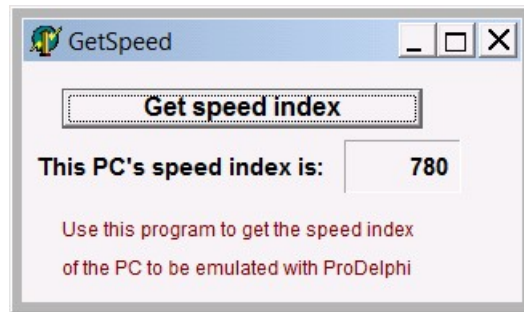 GetSpeed
Get speed index
This PC's speed index is: 780
Use this program to get the speed index
of the PC to be emulated with ProDelphi